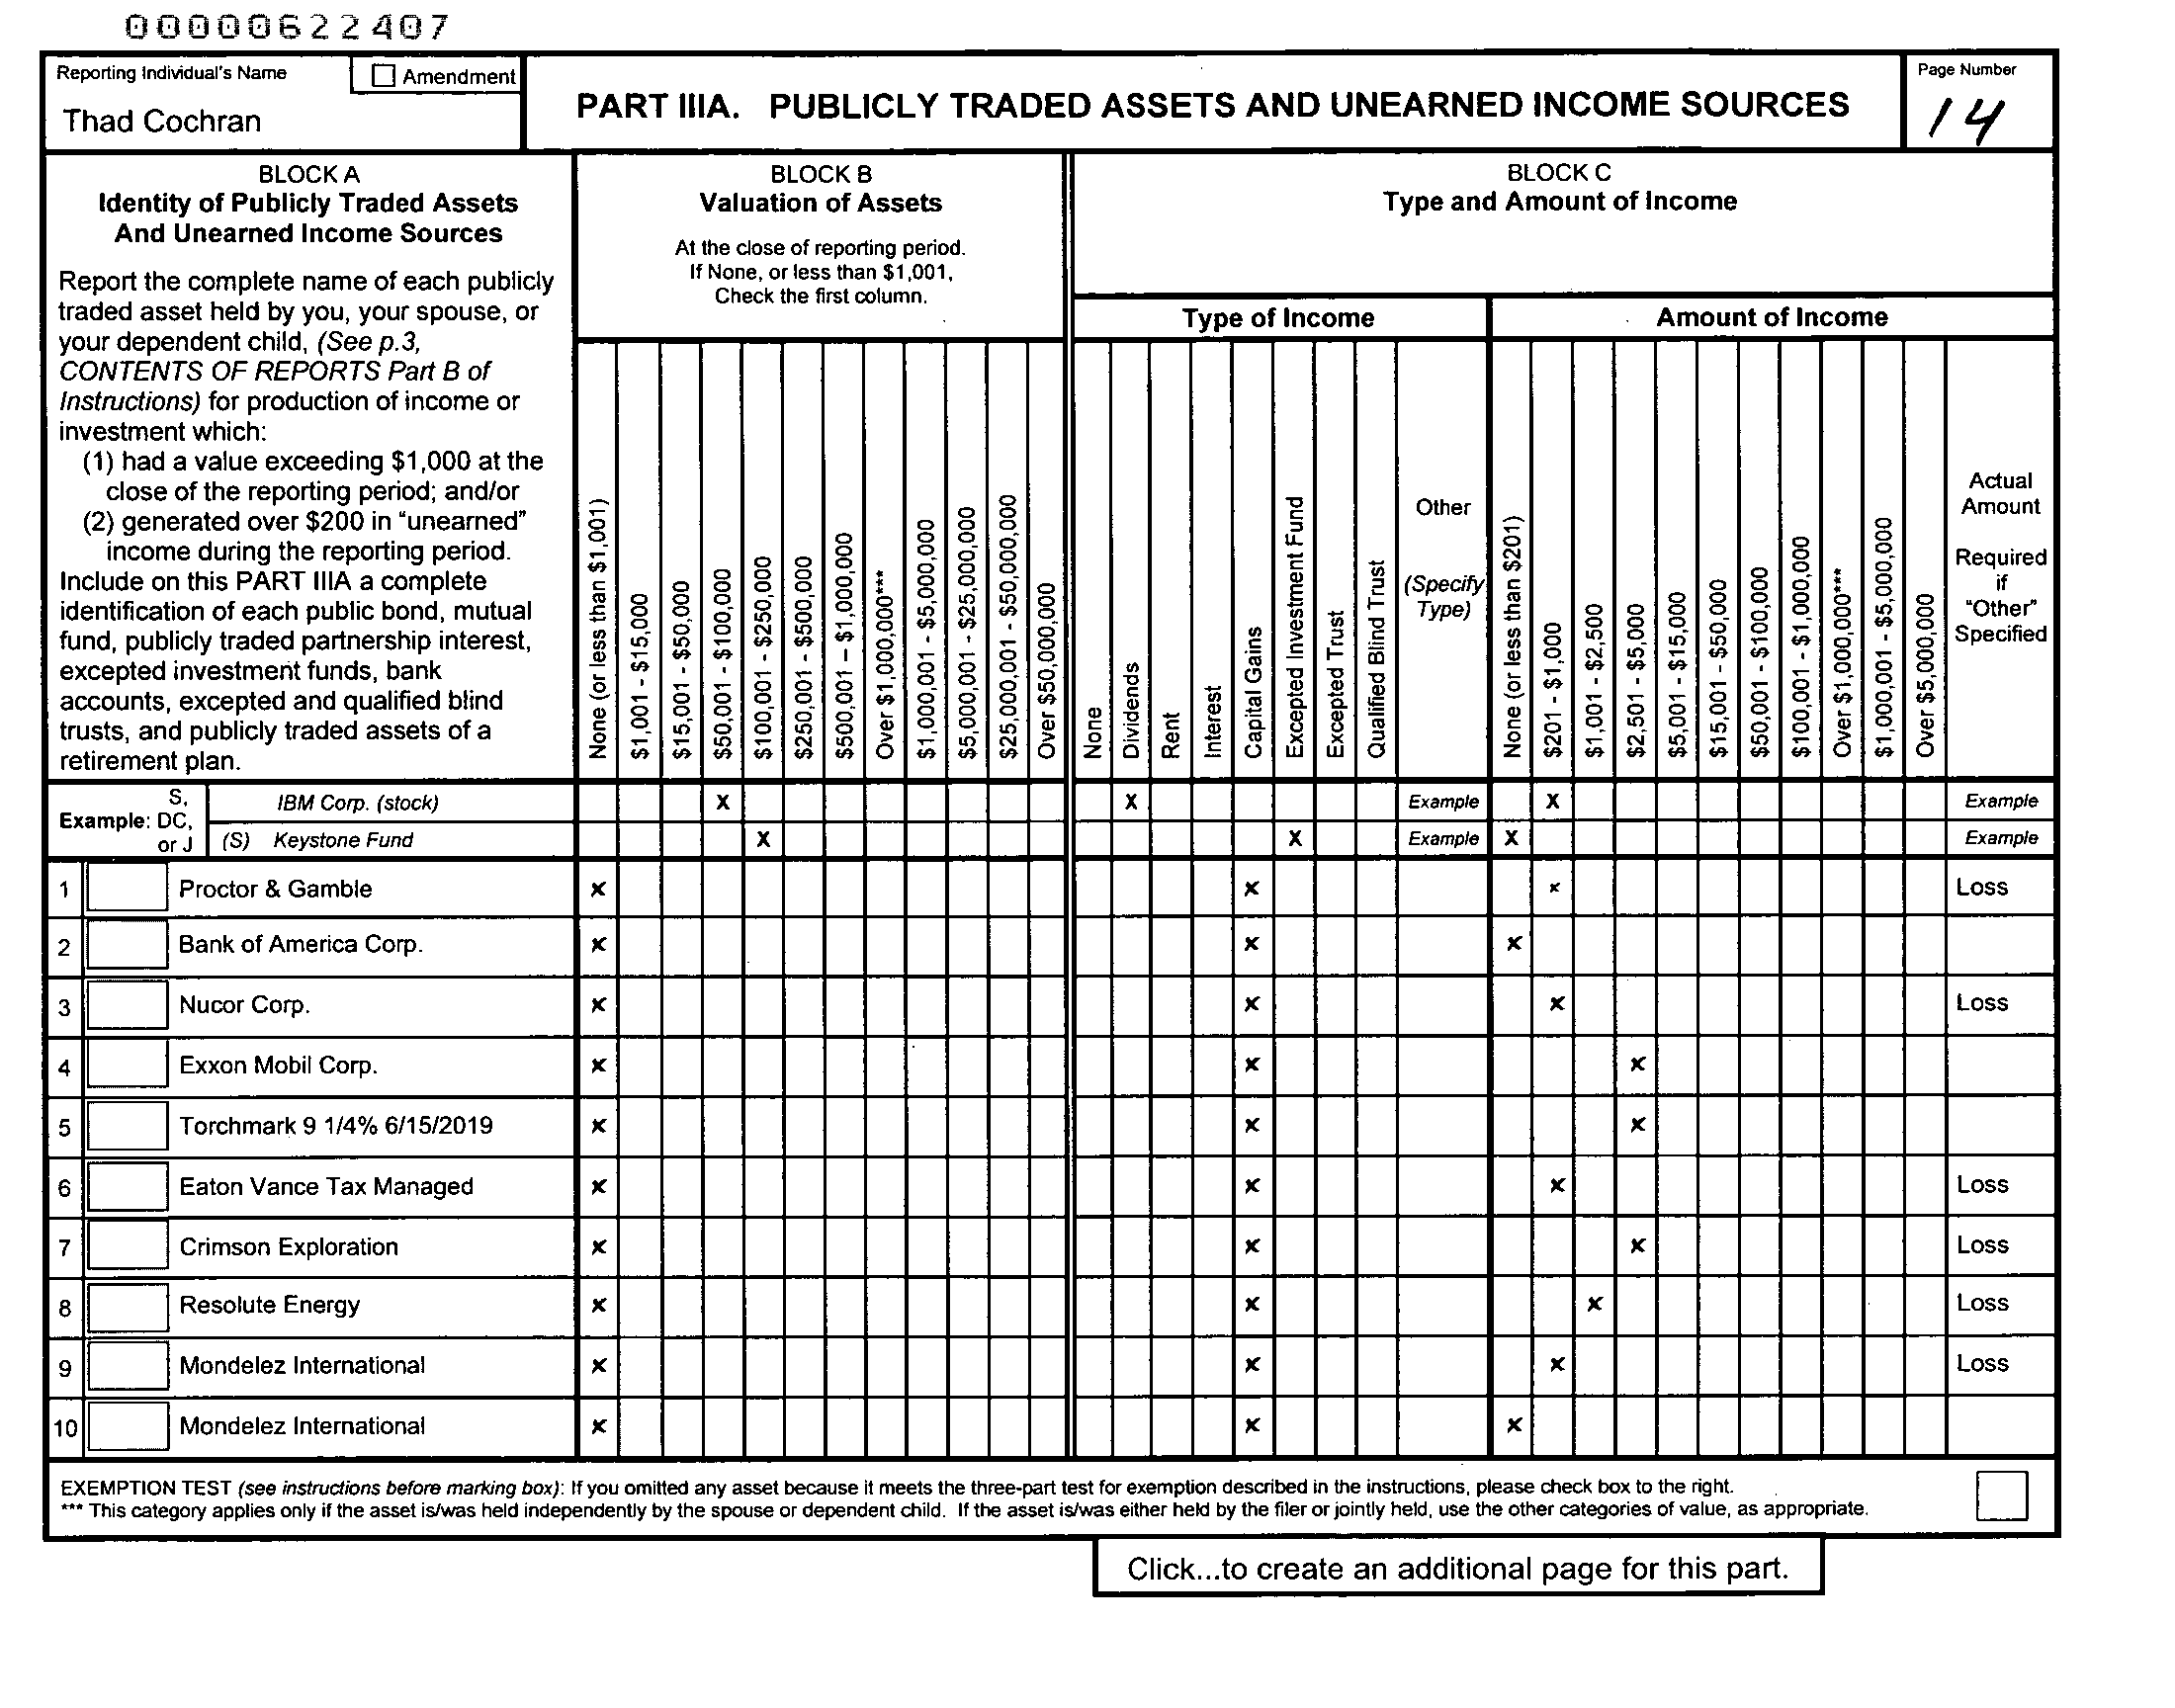 00000622407
Reporting Individual's Name
☐ Amendment
Thad Cochran
PART IIIA. PUBLICLY TRADED ASSETS AND UNEARNED INCOME SOURCES
Page Number
14
BLOCK A
Identity of Publicly Traded Assets
And Unearned Income Sources
Report the complete name of each publicly
traded asset held by you, your spouse, or
your dependent child, (See p.3,
CONTENTS OF REPORTS Part B of
Instructions) for production of income or
investment which:
(1) had a value exceeding $1,000 at the
close of the reporting period; and/or
(2) generated over $200 in "unearned"
income during the reporting period.
Include on this PART IIIA a complete
identification of each public bond, mutual
fund, publicly traded partnership interest,
excepted investment funds, bank
accounts, excepted and qualified blind
trusts, and publicly traded assets of a
retirement plan.
BLOCK B
Valuation of Assets
At the close of reporting period.
If None, or less than $1,001,
Check the first column.
None (or less than $1,001)
$1,001 - $15,000
$15,001 - $50,000
$50,001 - $100,000
$100,001 - $250,000
$250,001 - $500,000
$500,001 – $1,000,000
Over $1,000,000***
$1,000,001 - $5,000,000
$5,000,001 - $25,000,000
$25,000,001 - $50,000,000
Over $50,000,000
BLOCK C
Type and Amount of Income
Type of Income
None
Dividends
Rent
Interest
Capital Gains
Excepted Investment Fund
Excepted Trust
Qualified Blind Trust
Other
(Specify
Type)
Amount of Income
None (or less than $201)
$201 - $1,000
$1,001 - $2,500
$2,501 - $5,000
$5,001 - $15,000
$15,001 - $50,000
$50,001 - $100,000
$100,001 - $1,000,000
Over $1,000,000***
$1,000,001 - $5,000,000
Over $5,000,000
Actual
Amount
Required
if
"Other"
Specified
Example: S, DC, or J
IBM Corp. (stock) X X Example X Example
(S) Keystone Fund X X Example X Example
1 Proctor & Gamble x x x Loss
2 Bank of America Corp. x x x
3 Nucor Corp. x x x Loss
4 Exxon Mobil Corp. x x x
5 Torchmark 9 1/4% 6/15/2019 x x x
6 Eaton Vance Tax Managed x x x Loss
7 Crimson Exploration x x x Loss
8 Resolute Energy x x x Loss
9 Mondelez International x x x Loss
10 Mondelez International x x x
EXEMPTION TEST (see instructions before marking box): If you omitted any asset because it meets the three-part test for exemption described in the instructions, please check box to the right.
*** This category applies only if the asset is/was held independently by the spouse or dependent child. If the asset is/was either held by the filer or jointly held, use the other categories of value, as appropriate.
Click...to create an additional page for this part.